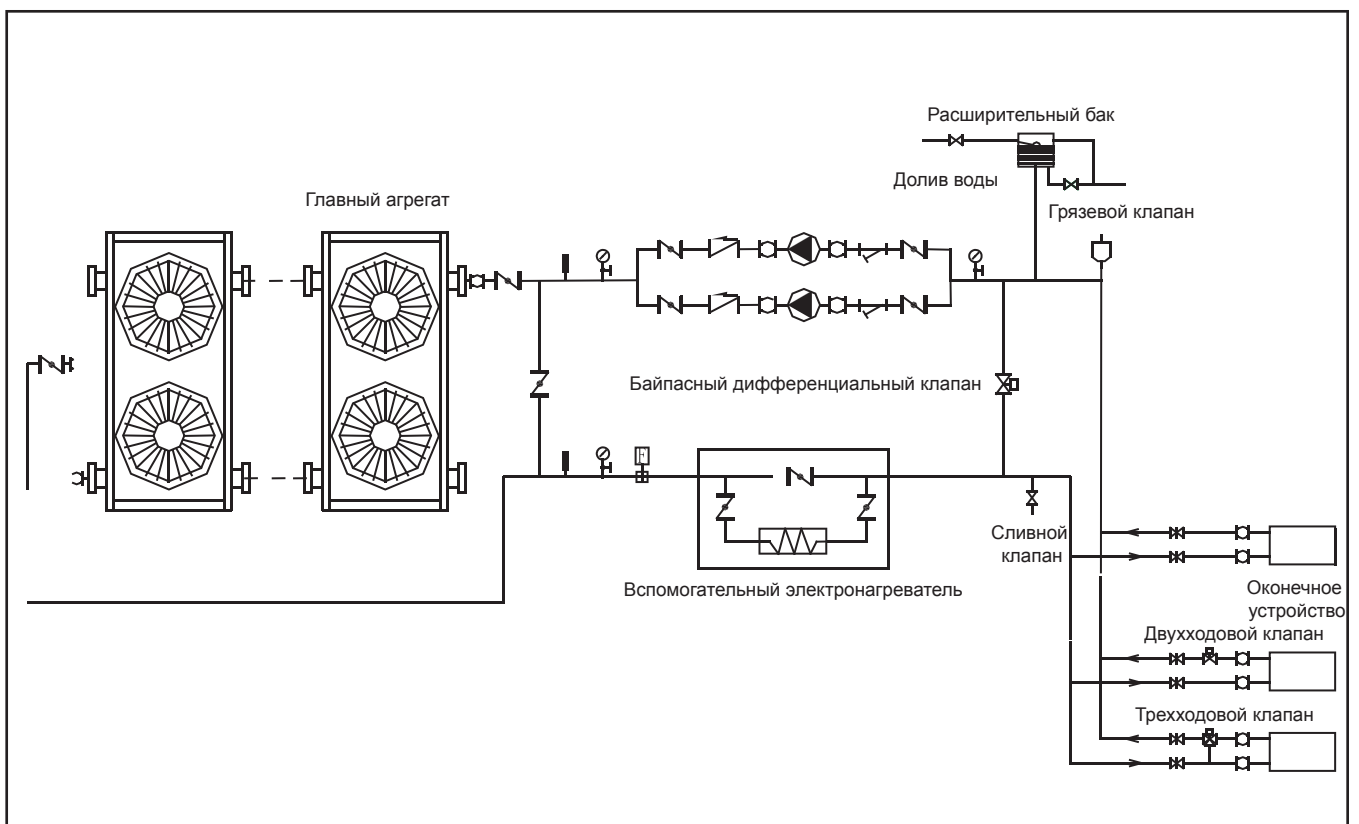 Расширительный бак
Долив воды
Главный агрегат
Грязевой клапан
Байпасный дифференциальный клапан
F
Сливной
клапан
Вспомогательный электронагреватель
Оконечное
устройство
Двухходовой клапан
Трехходовой клапан